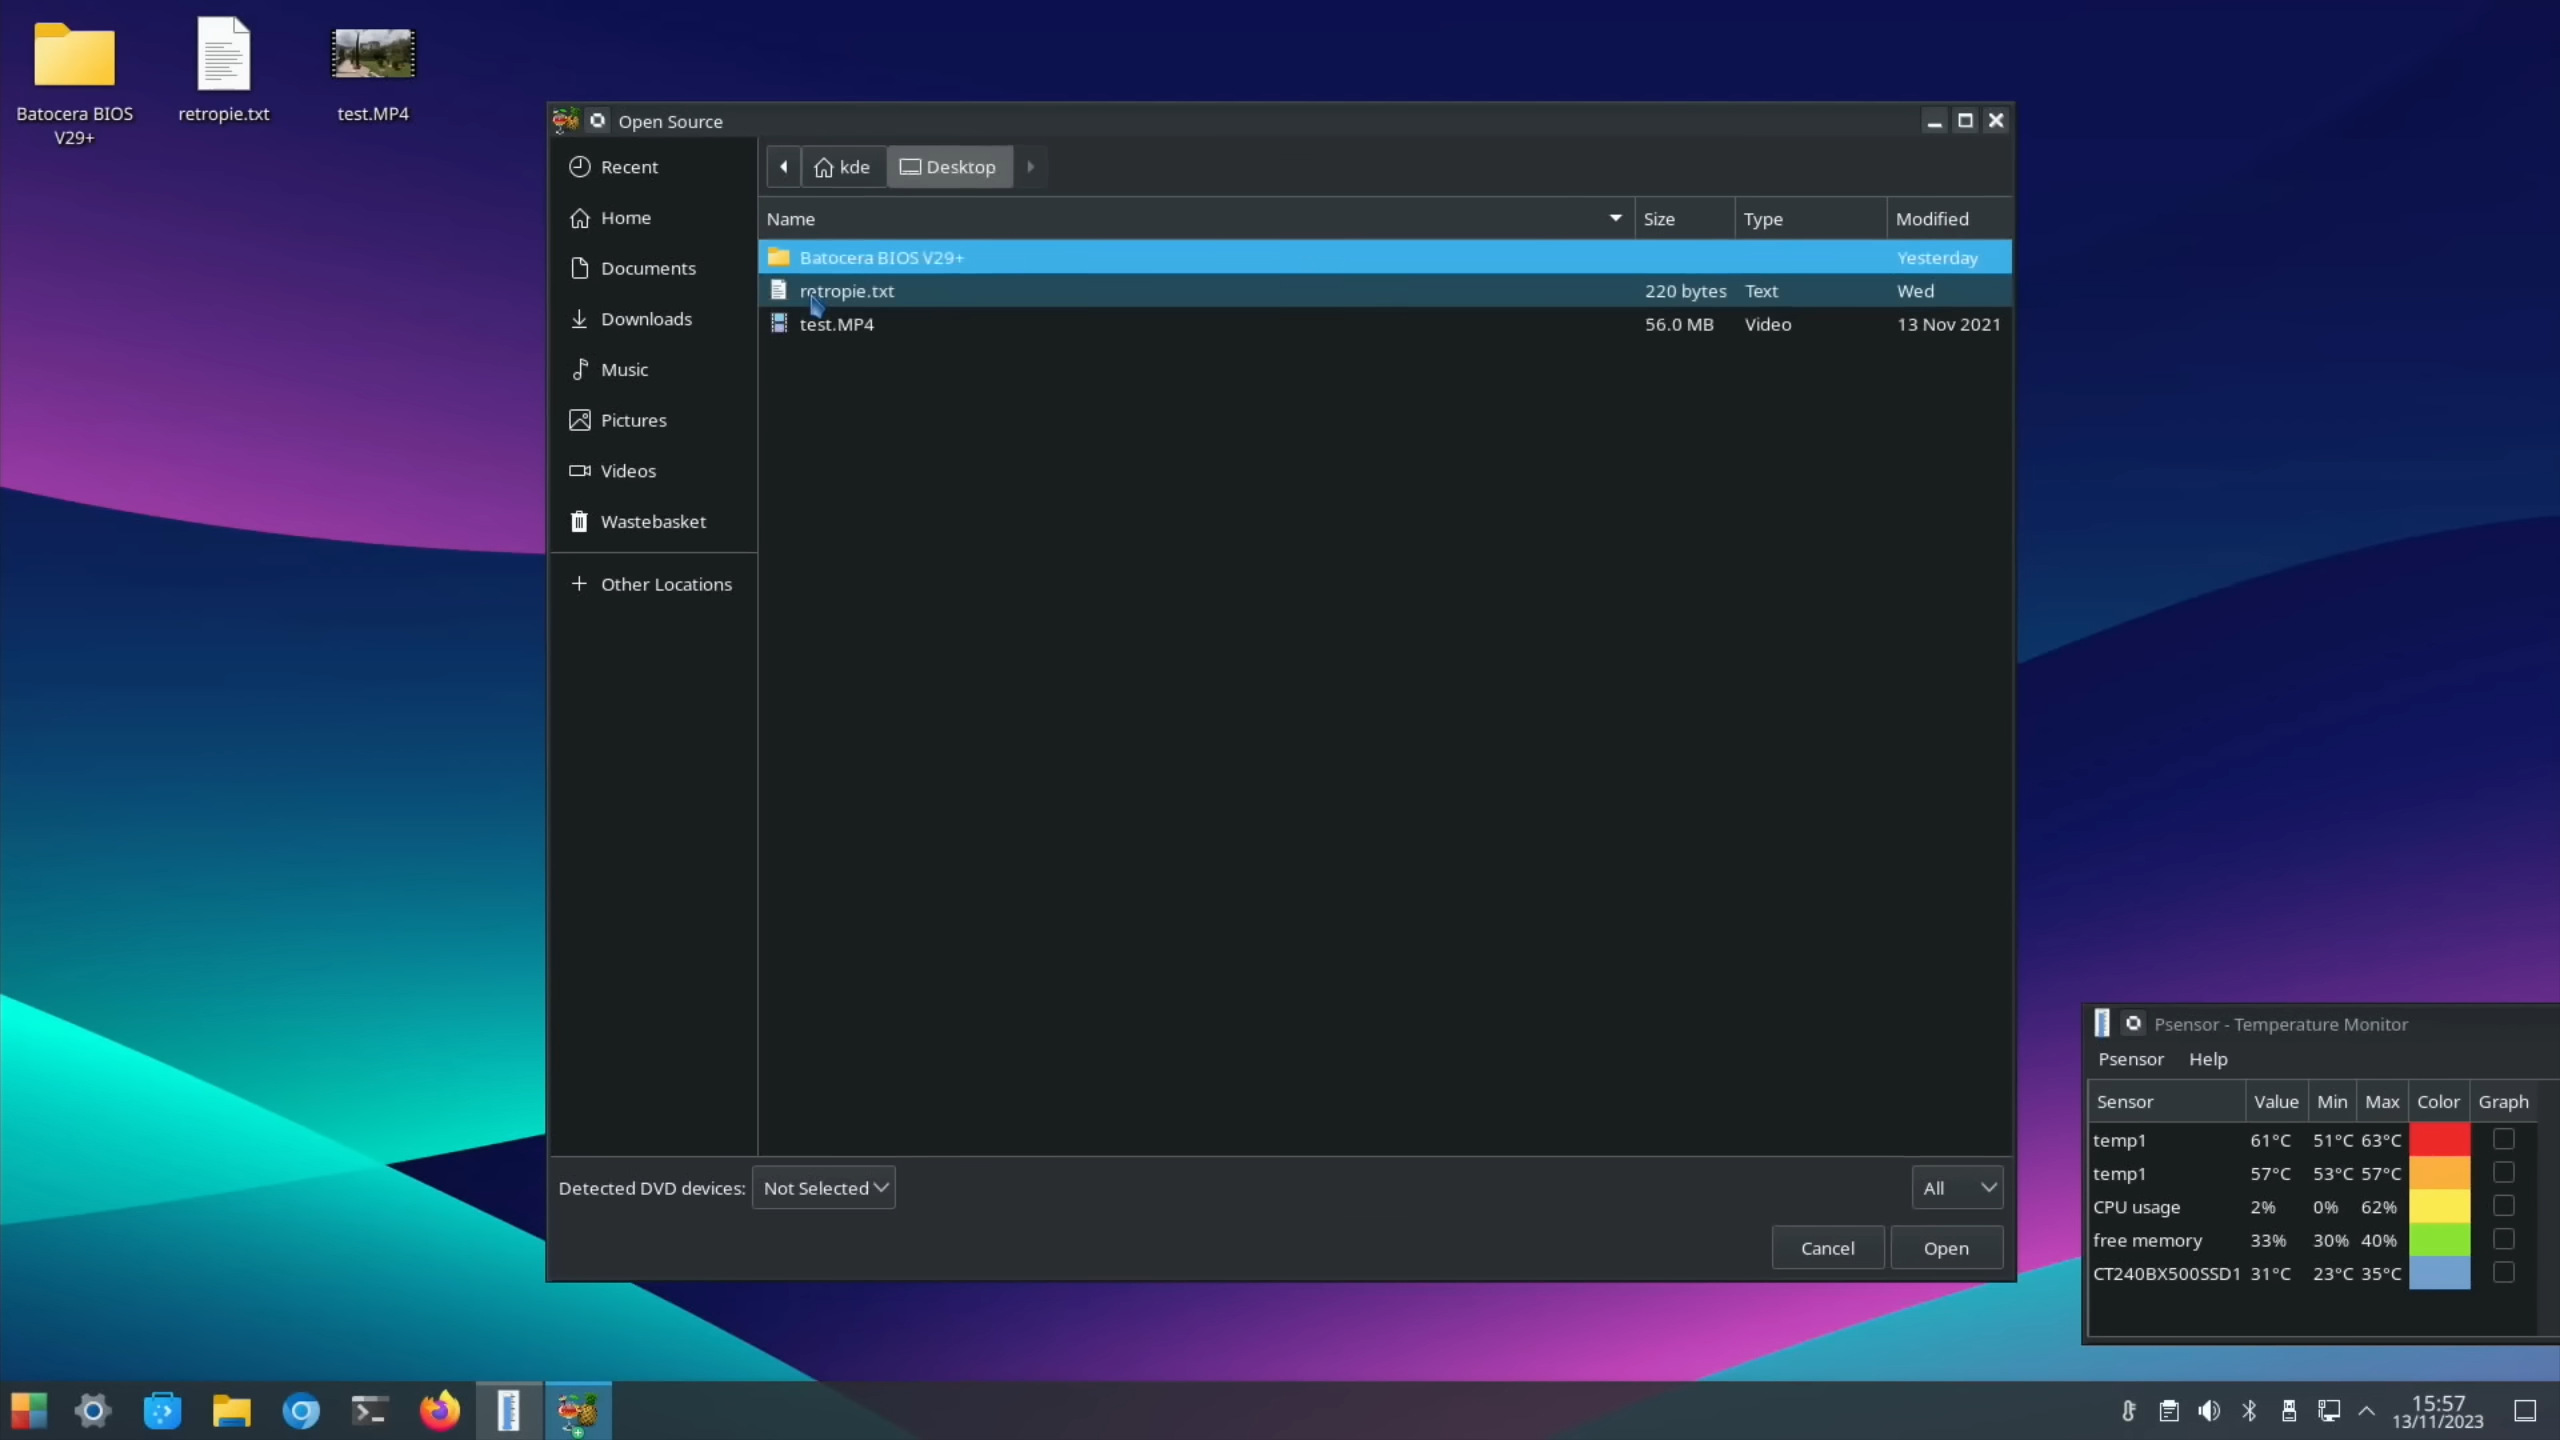 Batocera BIOS
V29+
retropie.txt
test.MP4
Open Source
Recent
Home
Documents
Downloads
Music
Pictures
Videos
Wastebasket
Other Locations
kde
Desktop
Name Size Type Modified
Batocera BIOS V29+ Yesterday
retropie.txt 220 bytes Text Wed
test.MP4 56.0 MB Video 13 Nov 2021
Detected DVD devices: Not Selected
All
Cancel
Open
Psensor - Temperature Monitor
Psensor Help
Sensor Value Min Max Color Graph
temp1 61°C 51°C 63°C
temp1 57°C 53°C 57°C
CPU usage 2% 0% 62%
free memory 33% 30% 40%
CT240BX500SSD1 31°C 23°C 35°C
15:57
13/11/2023